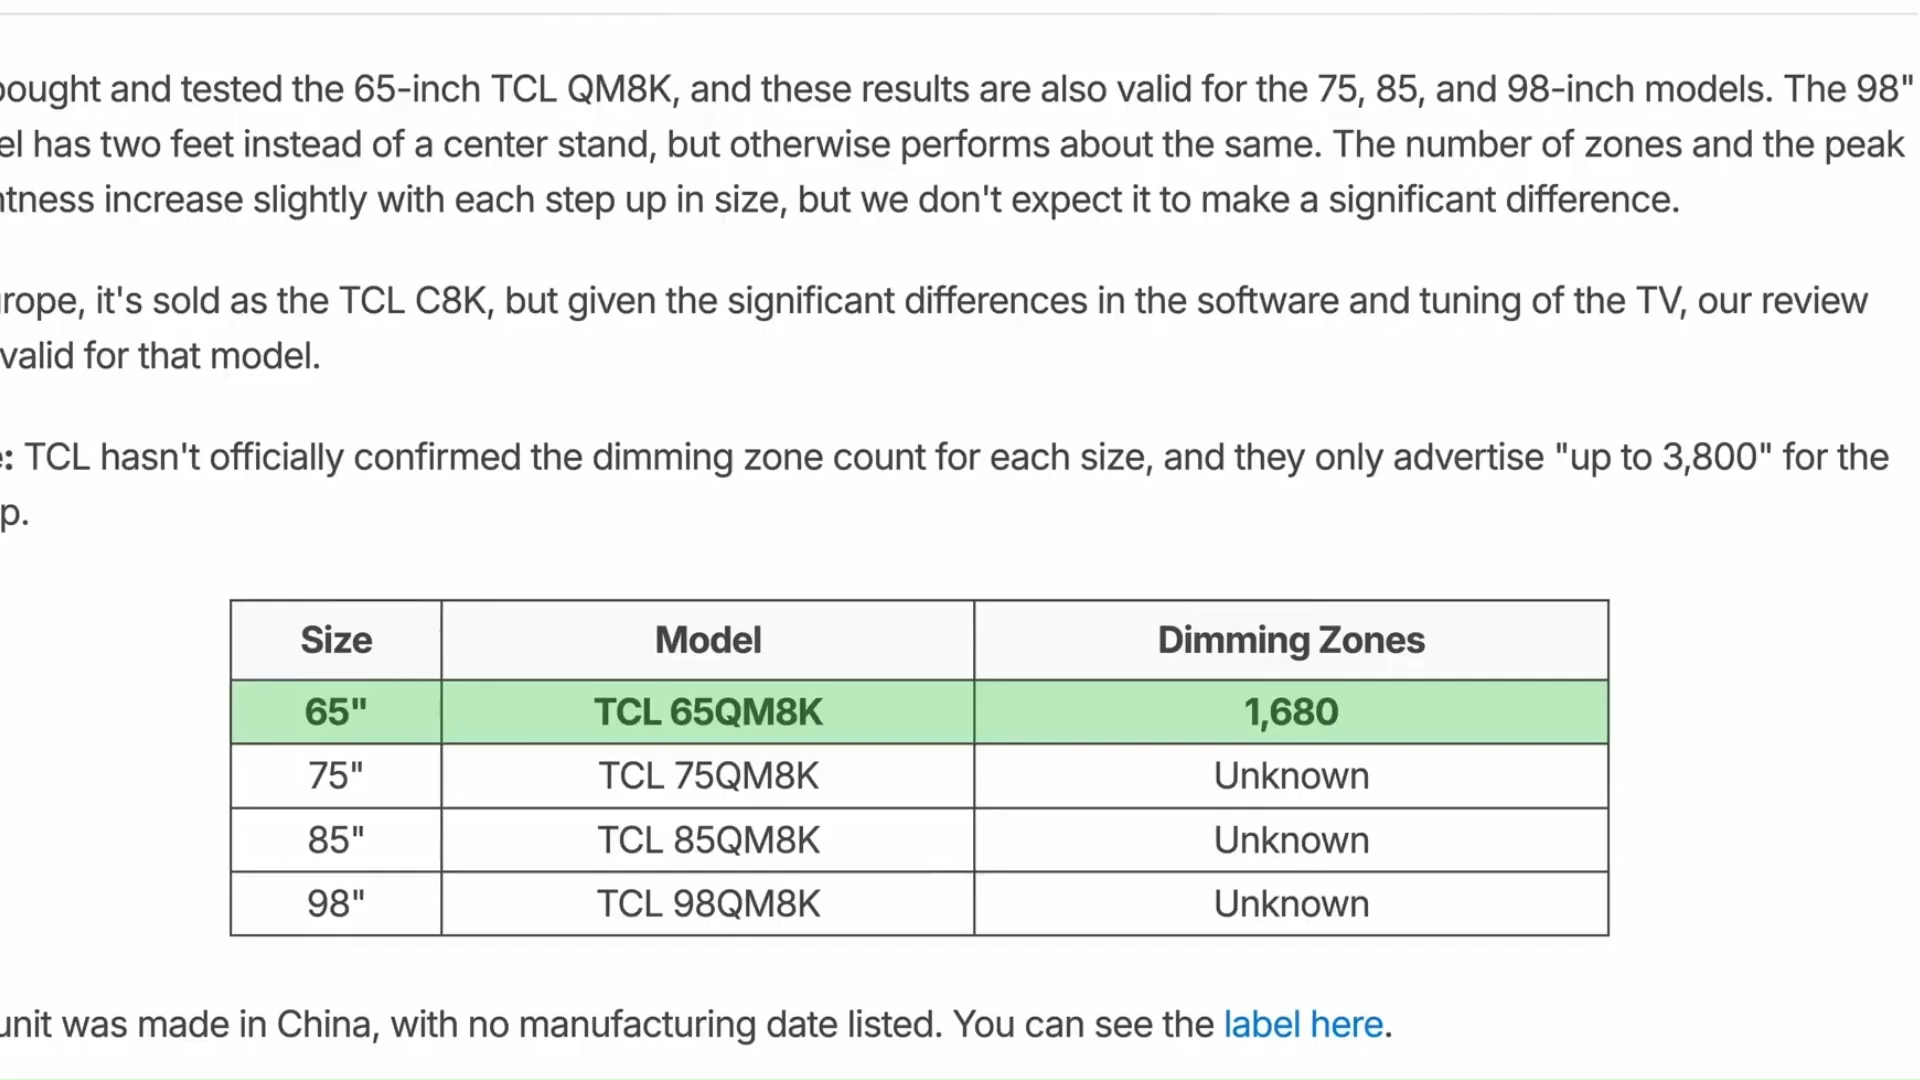 bought and tested the 65-inch TCL QM8K, and these results are also valid for the 75, 85, and 98-inch models. The 98"
el has two feet instead of a center stand, but otherwise performs about the same. The number of zones and the peak
tness increase slightly with each step up in size, but we don't expect it to make a significant difference.
rope, it's sold as the TCL C8K, but given the significant differences in the software and tuning of the TV, our review
valid for that model.
e: TCL hasn't officially confirmed the dimming zone count for each size, and they only advertise "up to 3,800" for the
p.
Size Model Dimming Zones
65" TCL 65QM8K 1,680
75" TCL 75QM8K Unknown
85" TCL 85QM8K Unknown
98" TCL 98QM8K Unknown
unit was made in China, with no manufacturing date listed. You can see the label here.